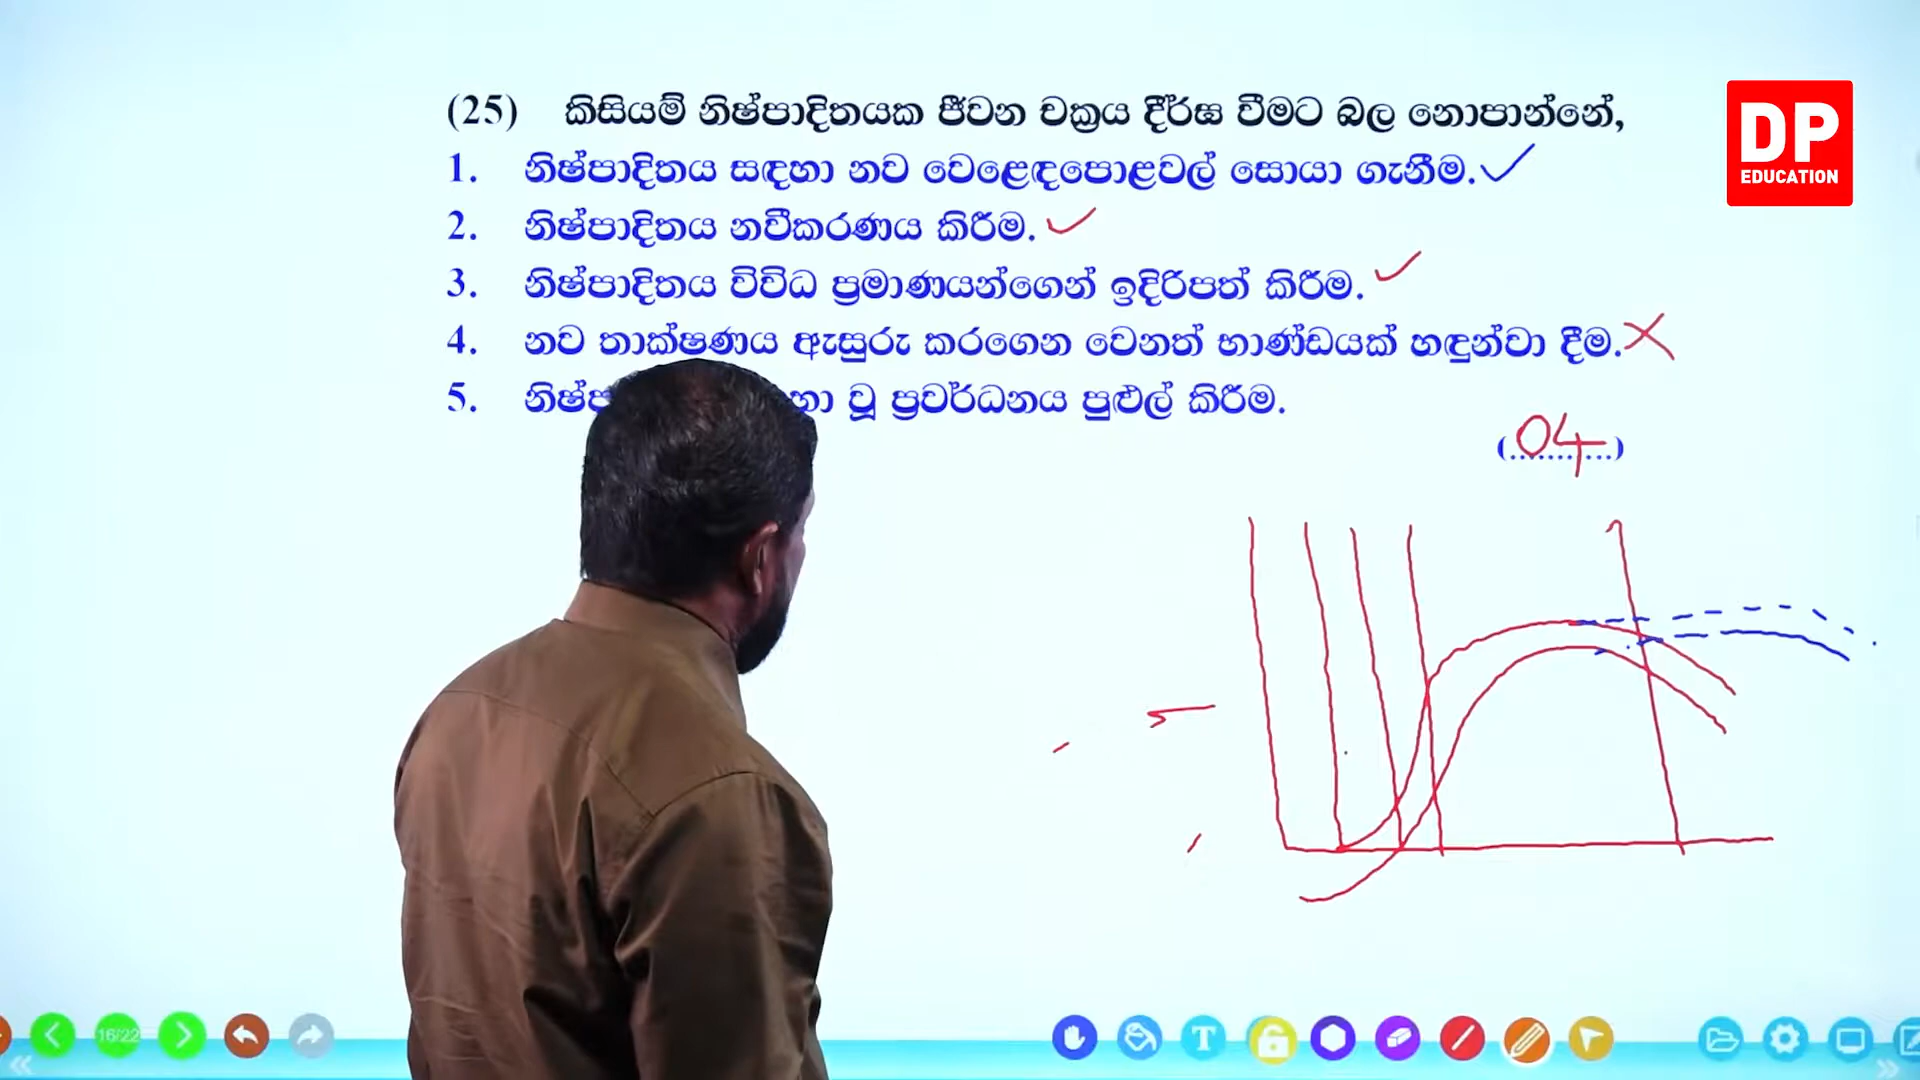 (25) කිසියම් නිෂ්පාදිතයක ජීවන චක්‍රය දීර්ඝ වීමට බල නොපාන්නේ,
1. නිෂ්පාදිතය සඳහා නව වෙළෙඳපොළවල් සොයා ගැනීම.
2. නිෂ්පාදිතය නවීකරණය කිරීම.
3. නිෂ්පාදිතය විවිධ ප්‍රමාණයන්ගෙන් ඉදිරිපත් කිරීම.
4. නව තාක්ෂණය ඇසුරු කරගෙන වෙනත් භාණ්ඩයක් හඳුන්වා දීම.
5. වූ ප්‍රවර්ධනය පුළුල් කිරීම.
(04)
DP
EDUCATION
16/22
T